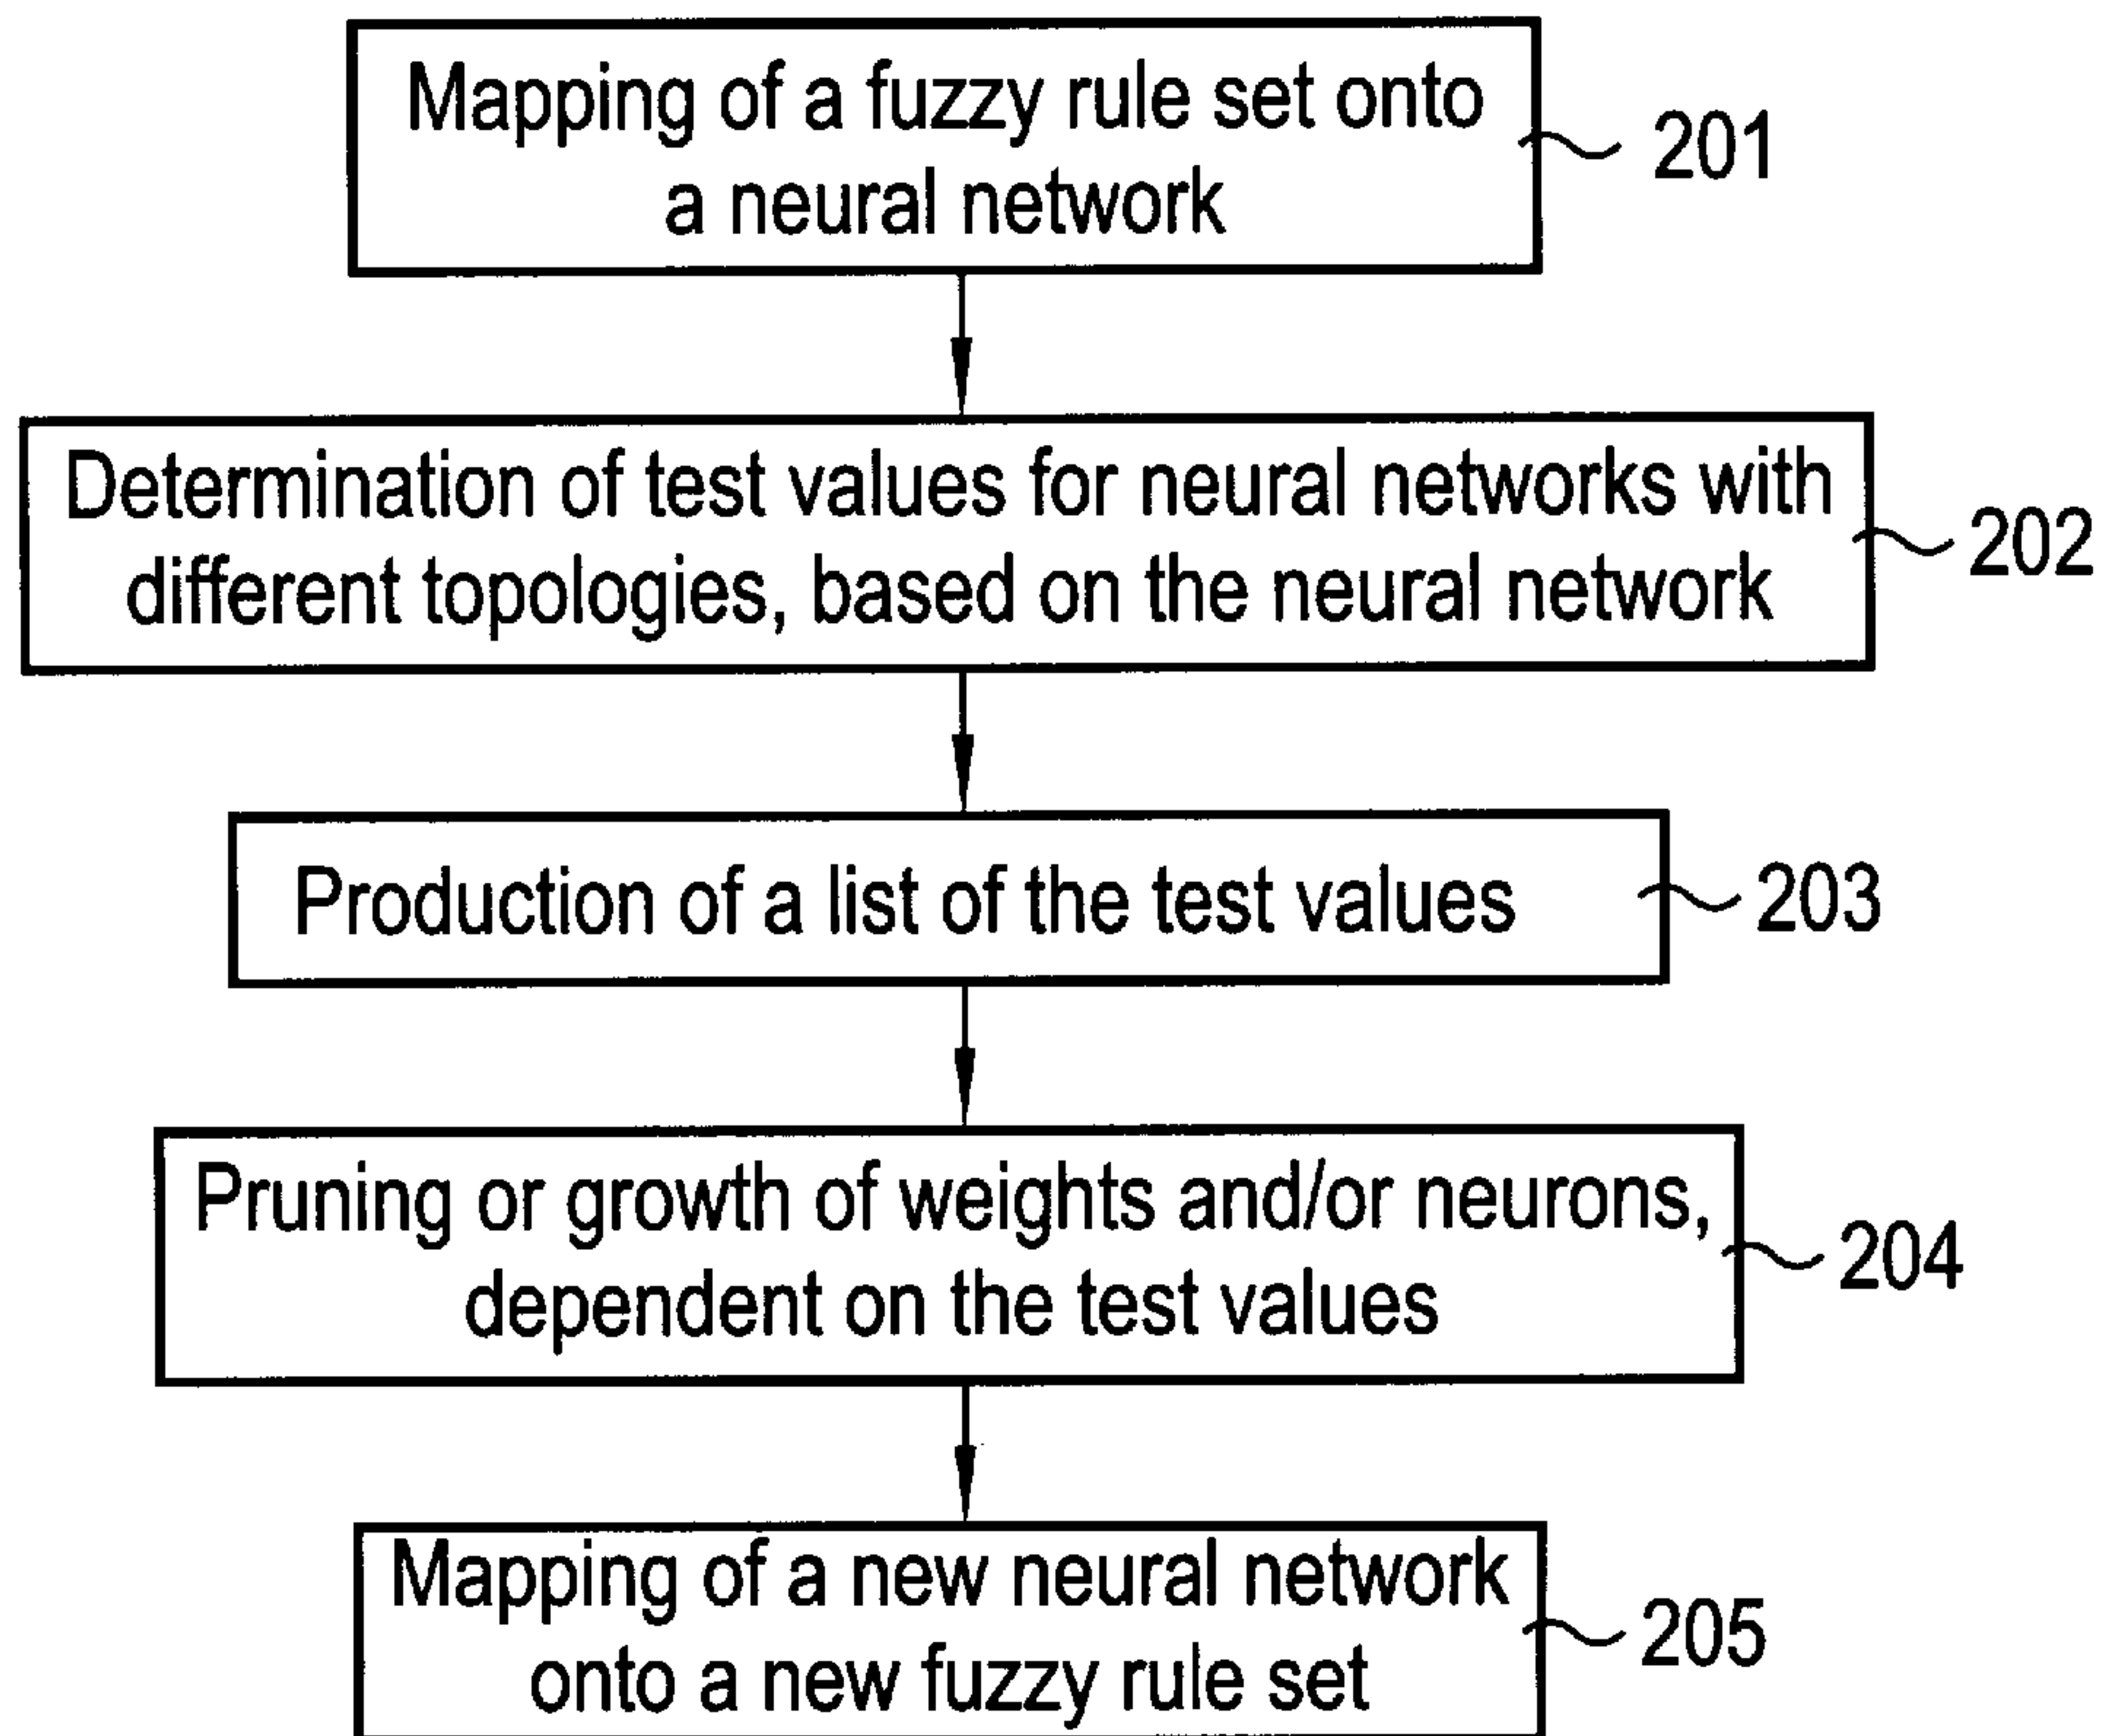 Mapping of a fuzzy rule set onto
a neural network
201
Determination of test values for neural networks with
different topologies, based on the neural network
202
Production of a list of the test values
203
Pruning or growth of weights and/or neurons,
dependent on the test values
204
Mapping of a new neural network
onto a new fuzzy rule set
205